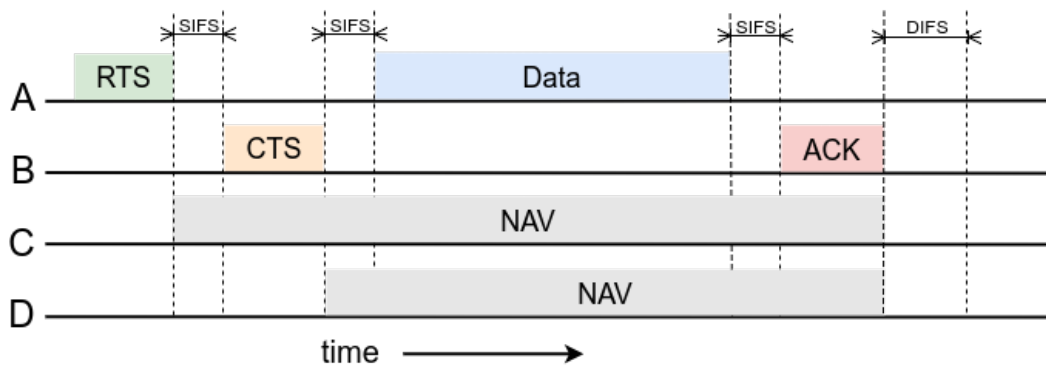 SIFS SIFS SIFS DIFS
A RTS Data
B CTS ACK
C NAV
D NAV
time